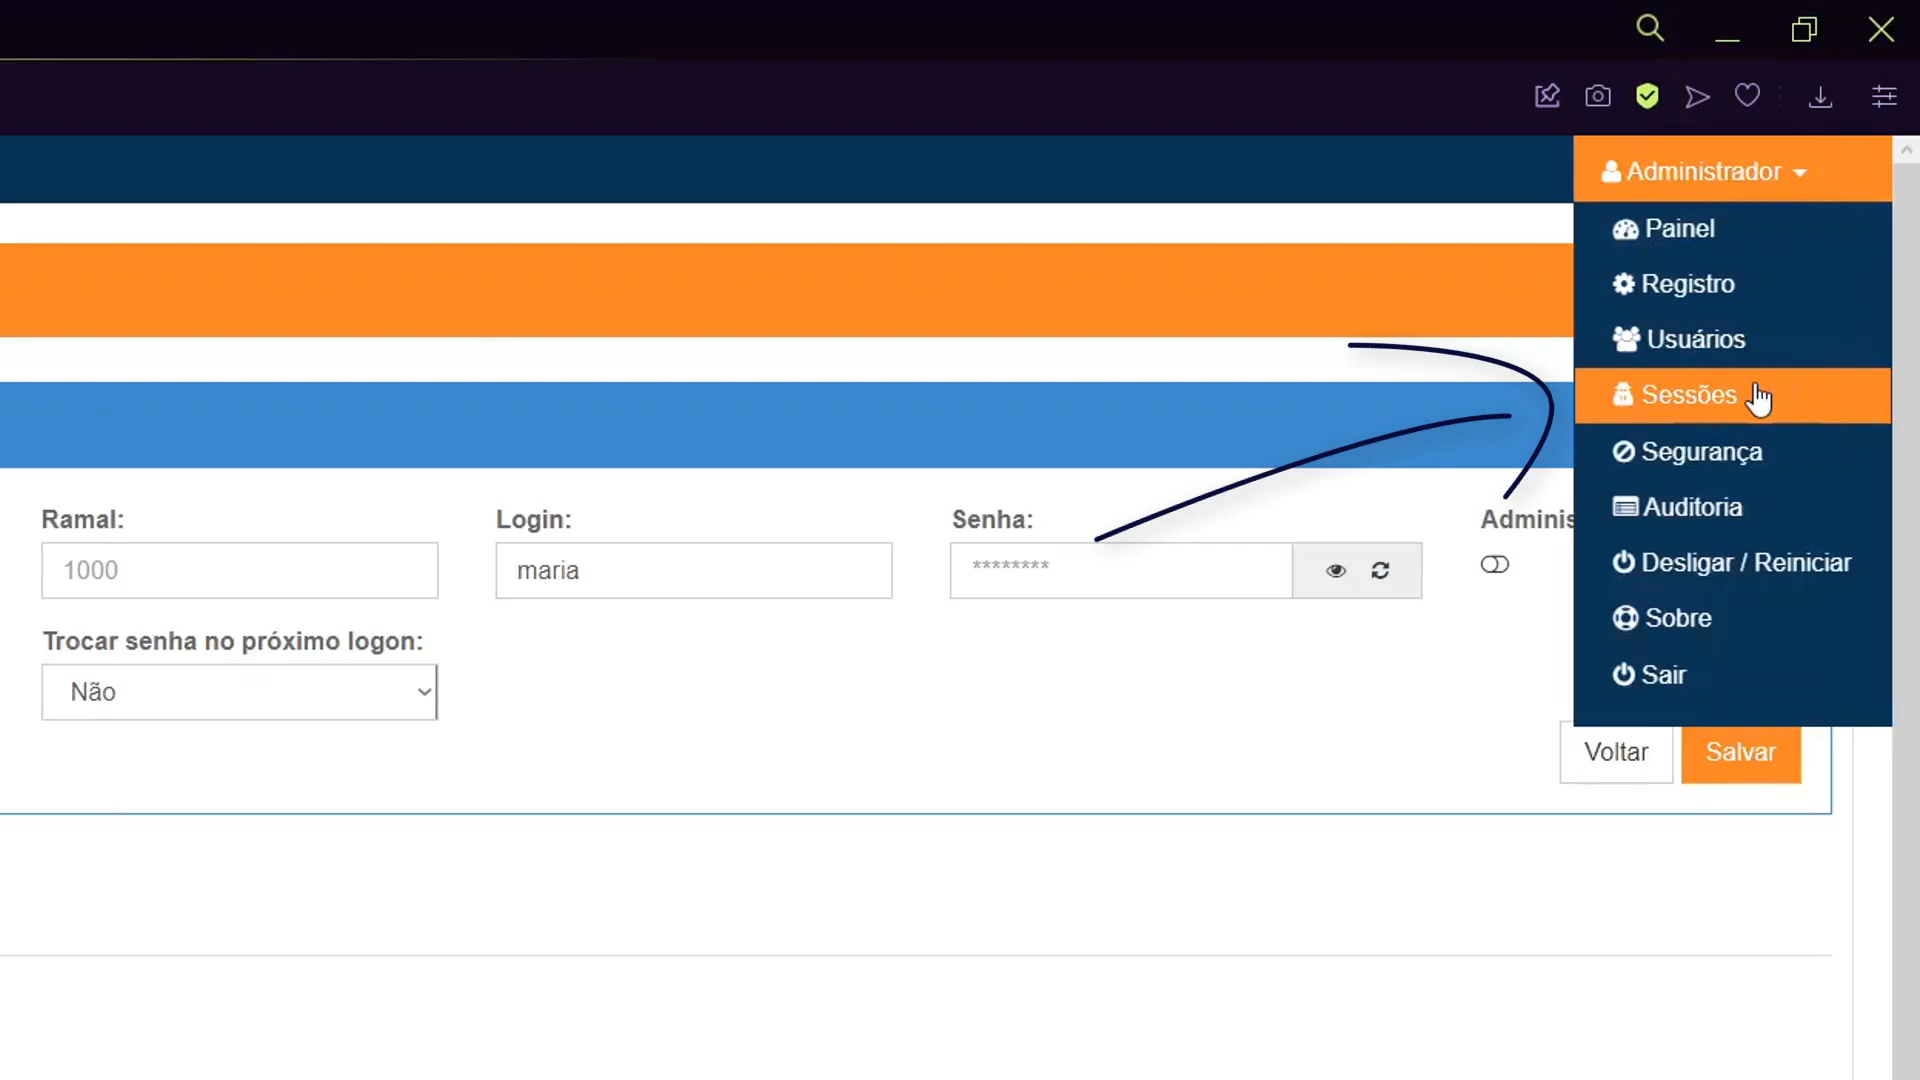 Administrador
Painel
Registro
Usuários
Sessões
Segurança
Auditoria
Desligar / Reiniciar
Sobre
Sair
Ramal:
Login:
Senha:
1000
maria
********
Trocar senha no próximo logon:
Não
Voltar
Salvar